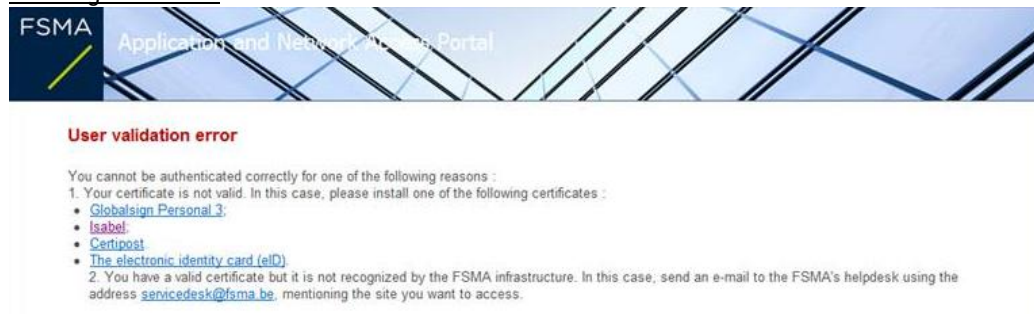 FSMA
Application and Network Access Portal
User validation error
You cannot be authenticated correctly for one of the following reasons :
1. Your certificate is not valid. In this case, please install one of the following certificates :
• Globalsign Personal 3;
• Isabel;
• Certipost.
• The electronic identity card (eID).
2. You have a valid certificate but it is not recognized by the FSMA infrastructure. In this case, send an e-mail to the FSMA's helpdesk using the
address servicedesk@fsma.be, mentioning the site you want to access.